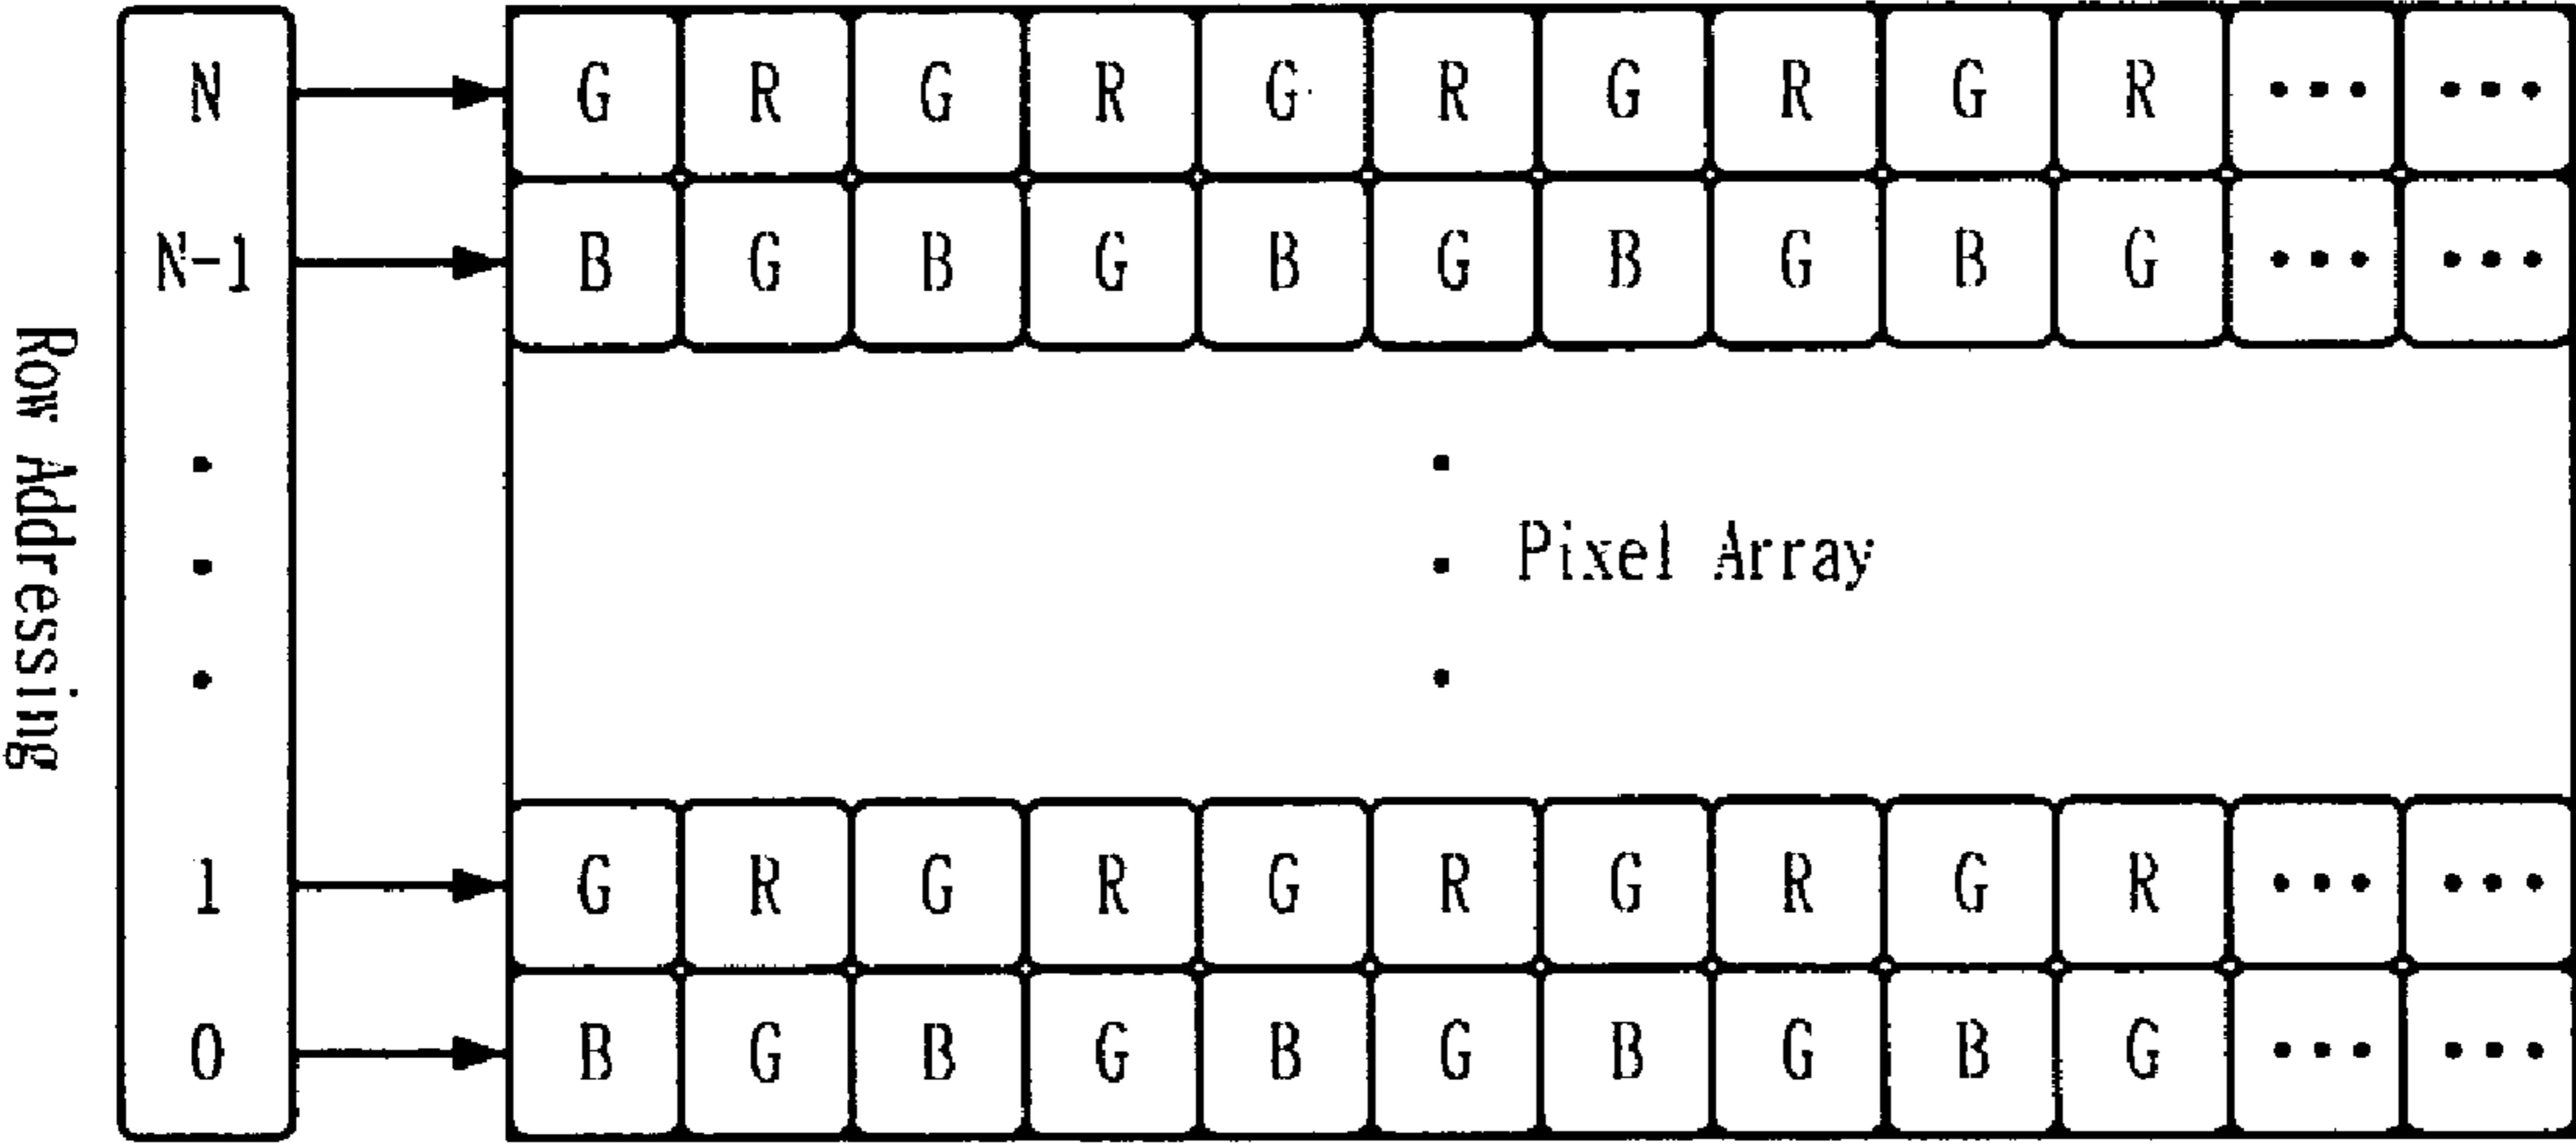 Row Addressing
N G R G R G R G R G R ... ...
N-1 B G B G B G B G B G ... ...
Pixel Array
1 G R G R G R G R G R ... ...
0 B G B G B G B G B G ... ...